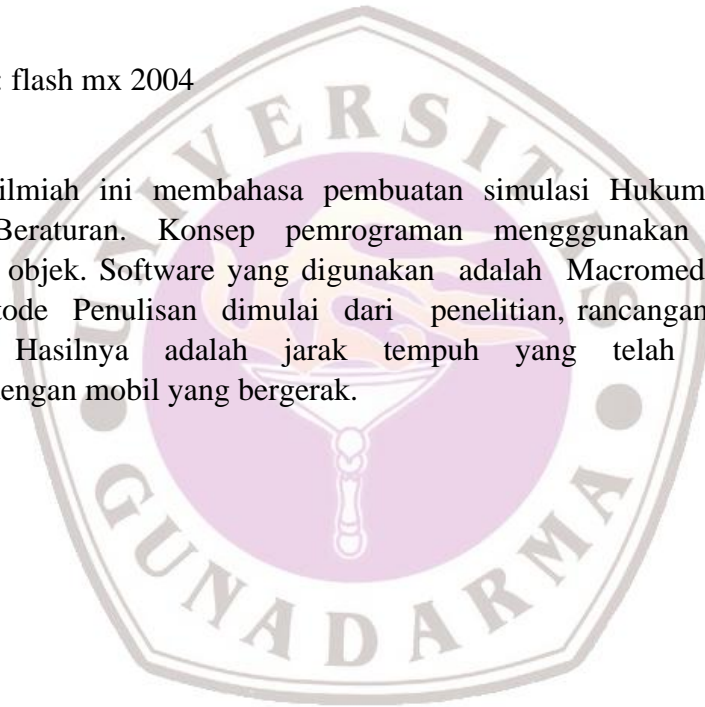 : flash mx 2004
ilmiah ini membahasa pembuatan simulasi Hukum
Beraturan. Konsep pemrograman mengggunakan
objek. Software yang digunakan adalah Macromed
tode Penulisan dimulai dari penelitian, rancangan
Hasilnya adalah jarak tempuh yang telah
engan mobil yang bergerak.
UNIVERSITAS
GUNADARMA